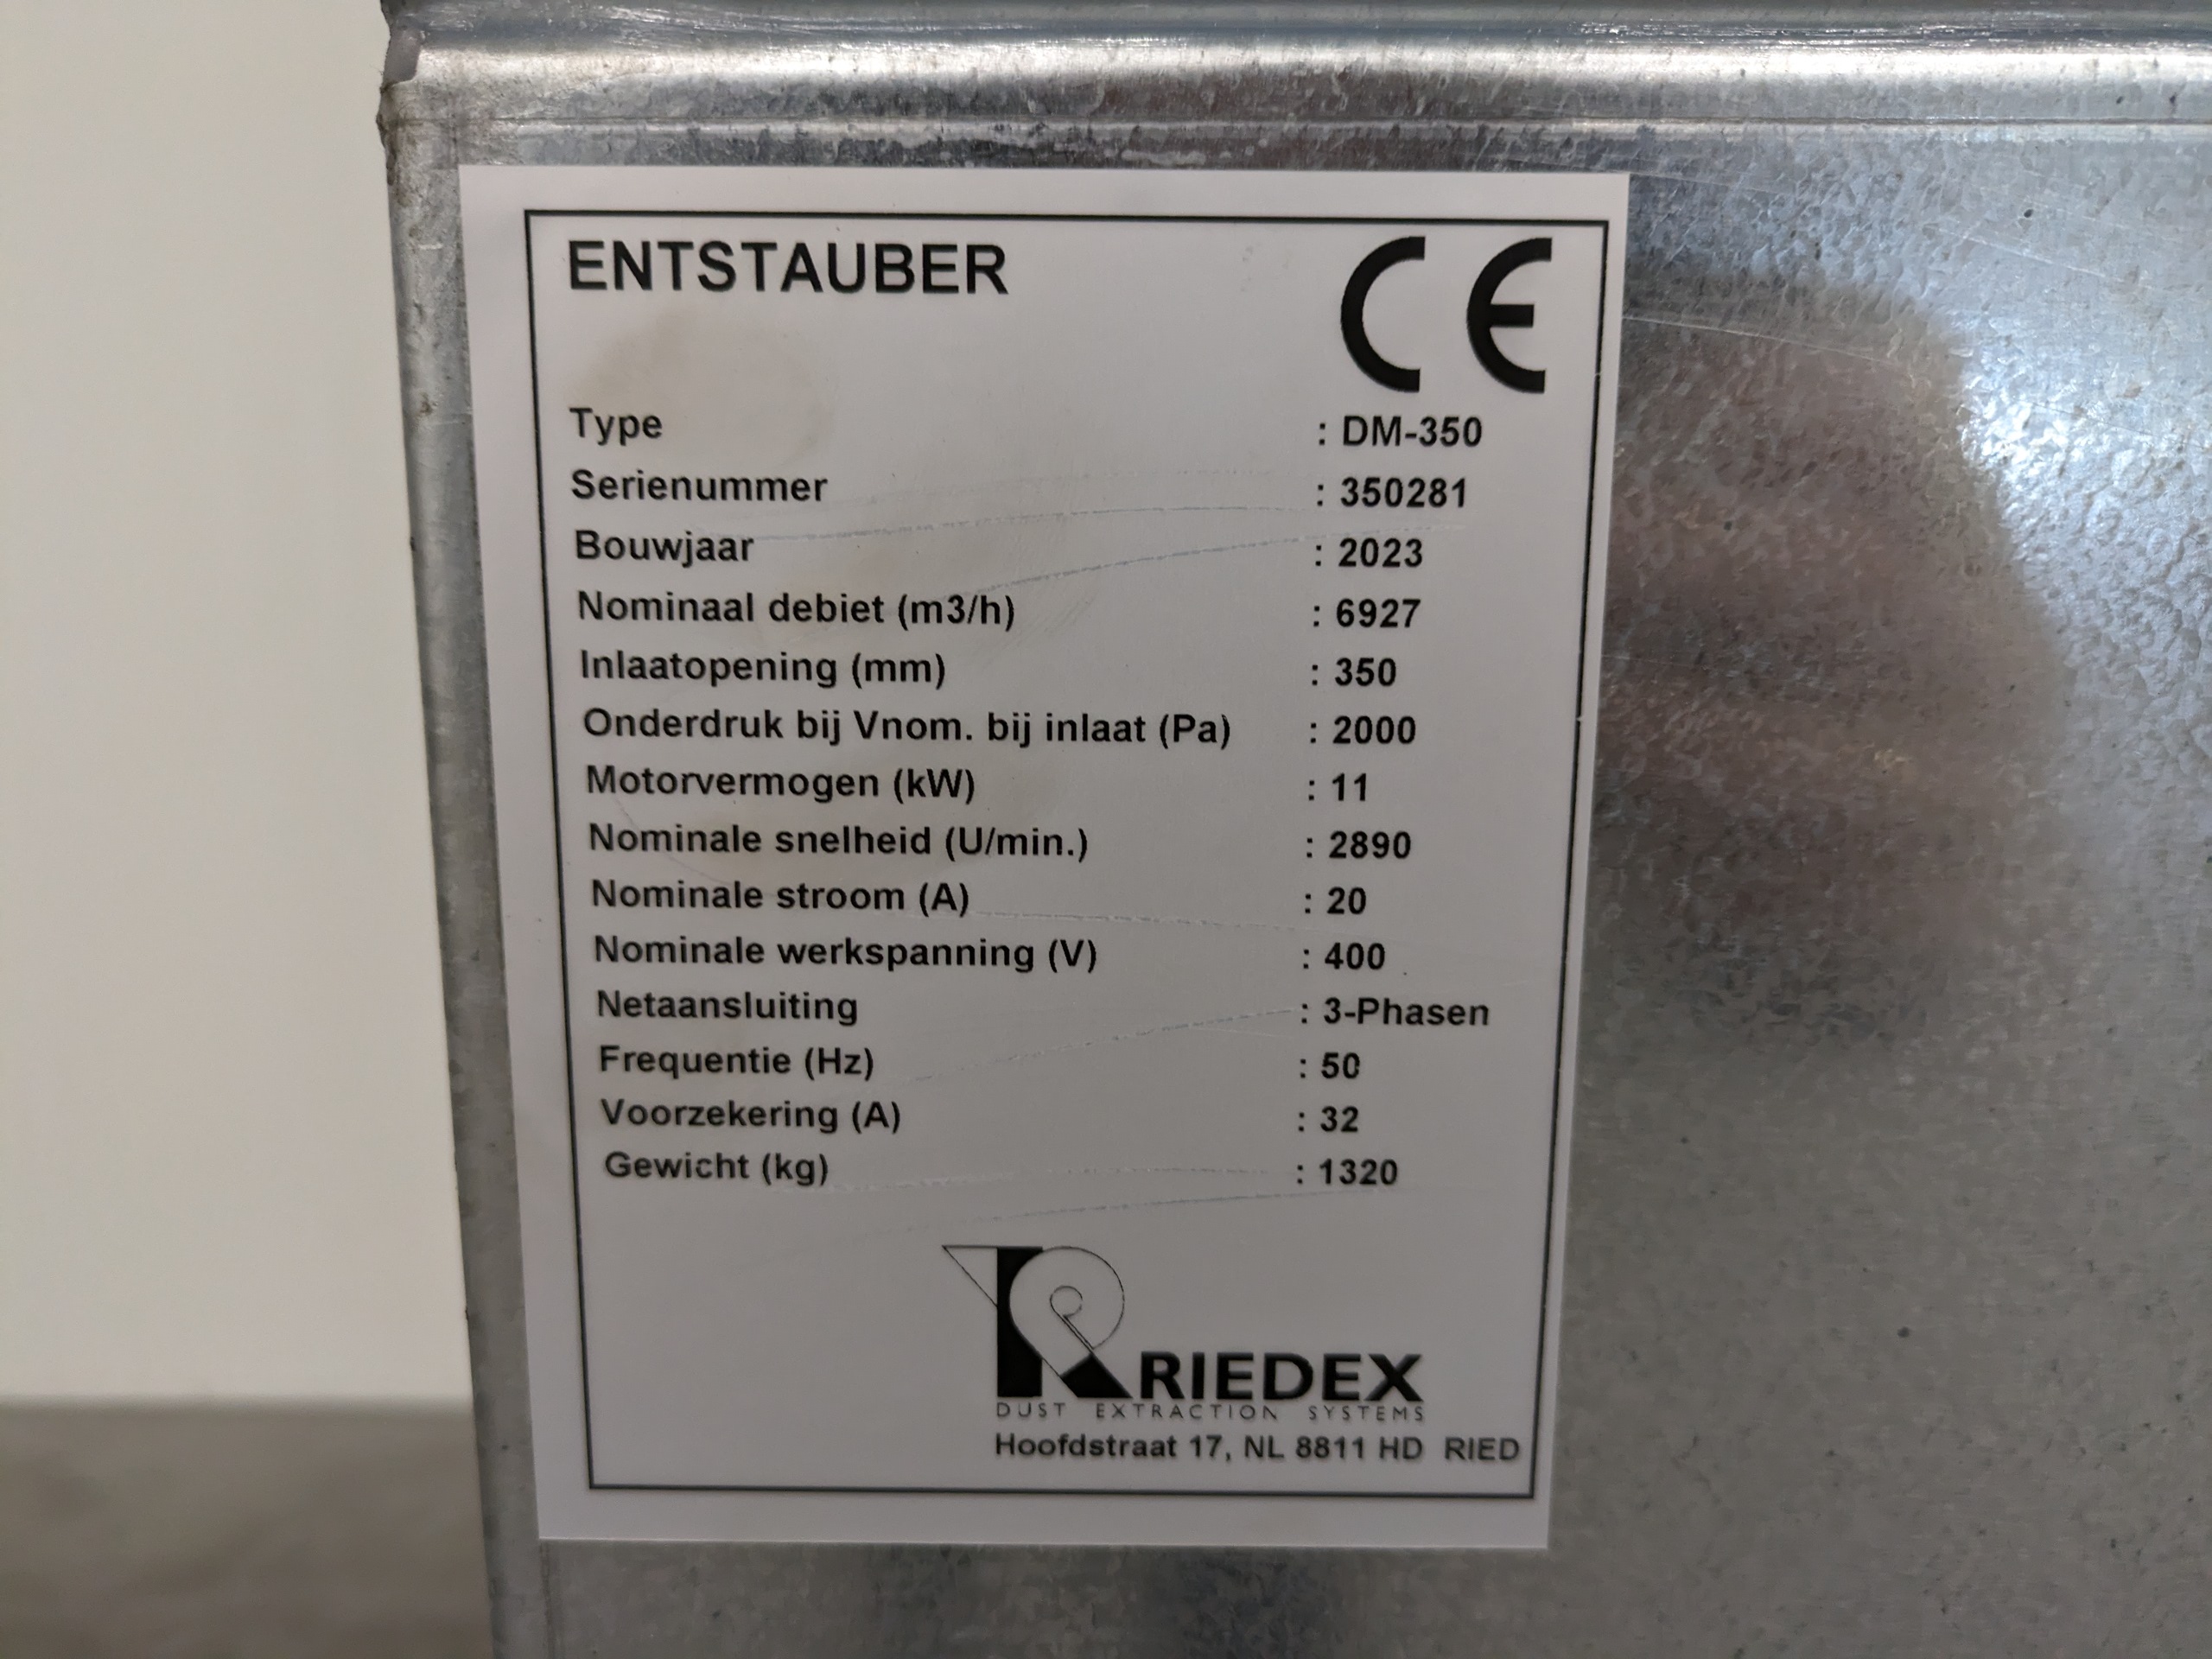 ENTSTAUBER
CE
Type : DM-350
Serienummer : 350281
Bouwjaar : 2023
Nominaal debiet (m3/h) : 6927
Inlaatopening (mm) : 350
Onderdruk bij Vnom. bij inlaat (Pa) : 2000
Motorvermogen (kW) : 11
Nominale snelheid (U/min.) : 2890
Nominale stroom (A) : 20
Nominale werkspanning (V) : 400
Netaansluiting : 3-Phasen
Frequentie (Hz) : 50
Voorzekering (A) : 32
Gewicht (kg) : 1320
RIEDEX
DUST EXTRACTION SYSTEMS
Hoofdstraat 17, NL 8811 HD RIED